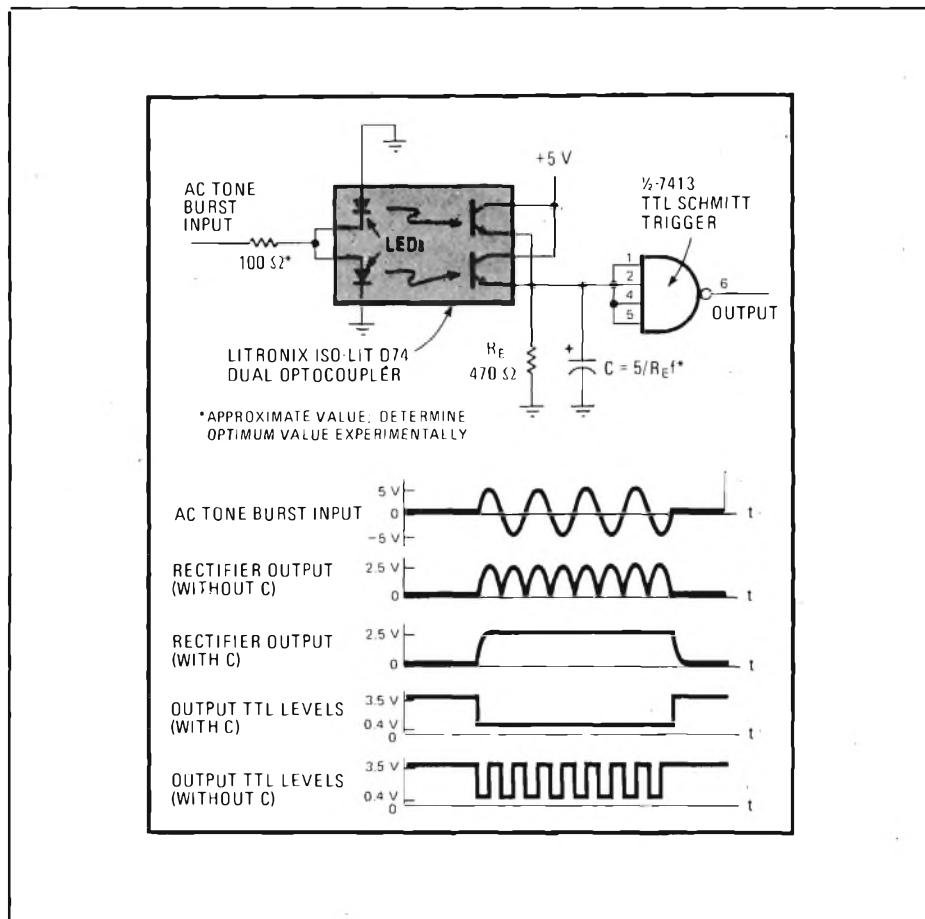 +5 V
AC TONE
BURST
INPUT
100 Ω*
LEDs
½-7413
TTL SCHMITT
TRIGGER
1
2
4
5
6
OUTPUT
LITRONIX ISO-LIT D74
DUAL OPTOCOUPLER
RE
470 Ω
+
C = 5/REf*
*APPROXIMATE VALUE; DETERMINE
OPTIMUM VALUE EXPERIMENTALLY
AC TONE BURST INPUT
5 V
0
-5 V
t
RECTIFIER OUTPUT
(WITHOUT C)
2.5 V
0
t
RECTIFIER OUTPUT
(WITH C)
2.5 V
0
t
OUTPUT TTL LEVELS
(WITH C)
3.5 V
0.4 V
0
t
OUTPUT TTL LEVELS
(WITHOUT C)
3.5 V
0.4 V
0
t